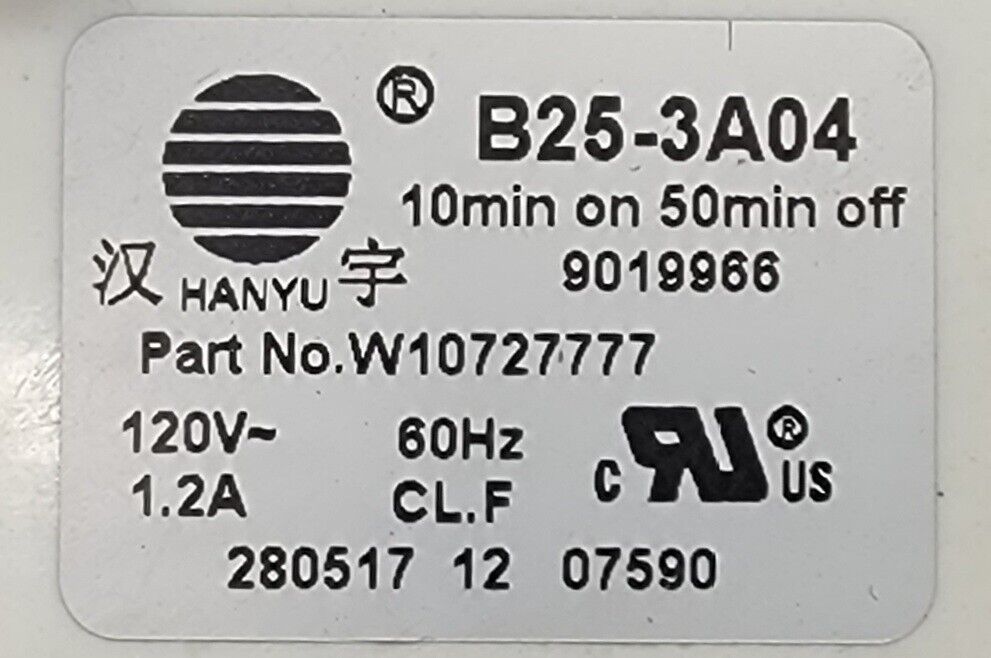 ® B25-3A04
10min on 50min off
汉 HANYU 宇 9019966
Part No.W10727777
120V~ 60Hz
1.2A CL.F
c RU ® US
280517 12 07590